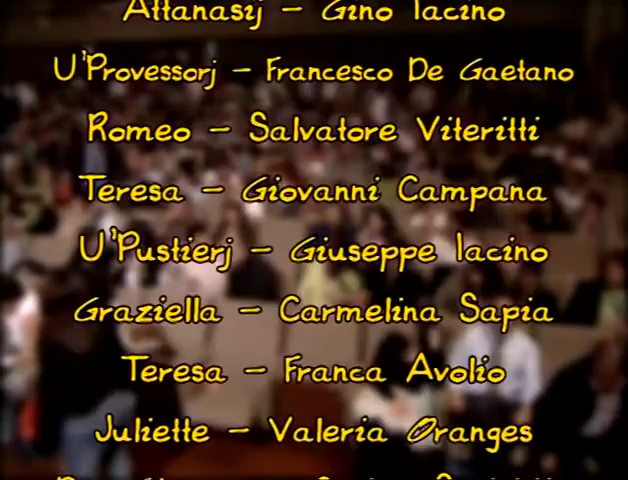 Attanasij - Gino Iacino
U'Provessorj - Francesco De Gaetano
Romeo - Salvatore Viteritti
Teresa - Giovanni Campana
U'Pustierj - Giuseppe Iacino
Graziella - Carmelina Sapia
Teresa - Franca Avolio
Juliette - Valeria Oranges